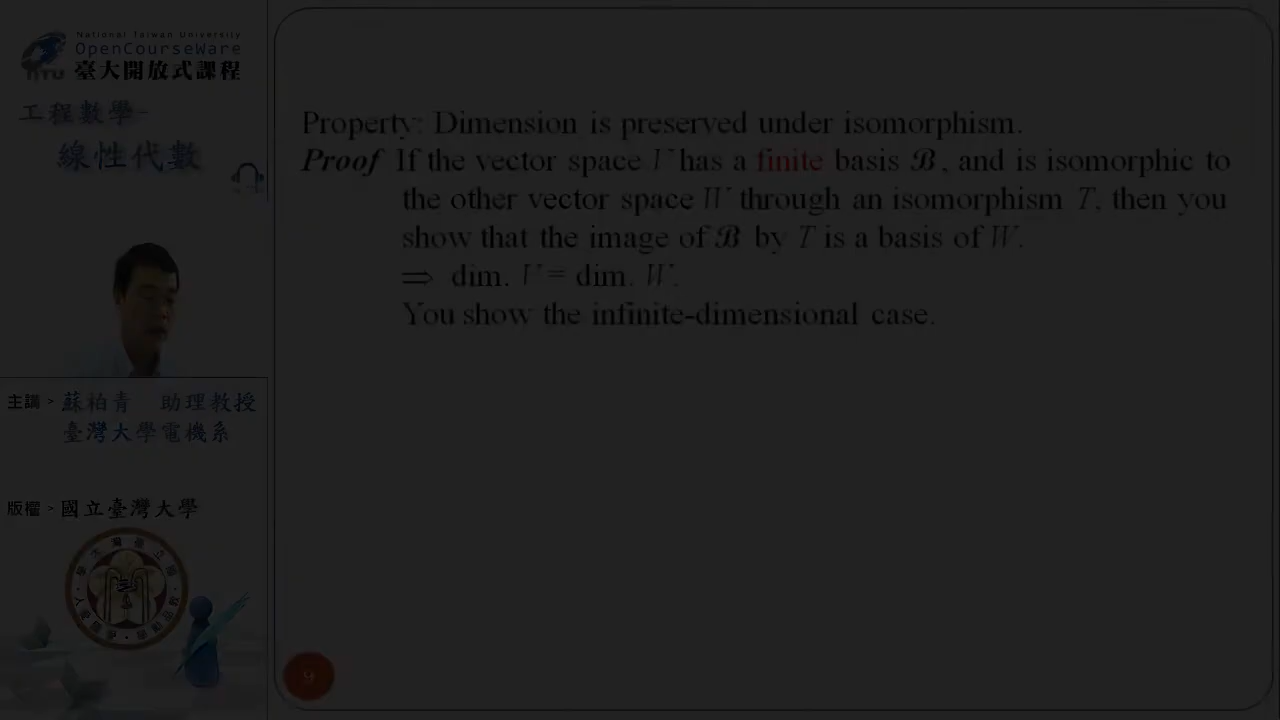 National Taiwan University
OpenCourseWare
臺大開放式課程
NTU
工程數學-
線性代數
主講 > 蘇柏青 助理教授
臺灣大學電機系
版權 > 國立臺灣大學
Property: Dimension is preserved under isomorphism.
Proof If the vector space V has a finite basis ℬ, and is isomorphic to
the other vector space W through an isomorphism T, then you
show that the image of ℬ by T is a basis of W.
⇒ dim. V = dim. W.
You show the infinite-dimensional case.
9